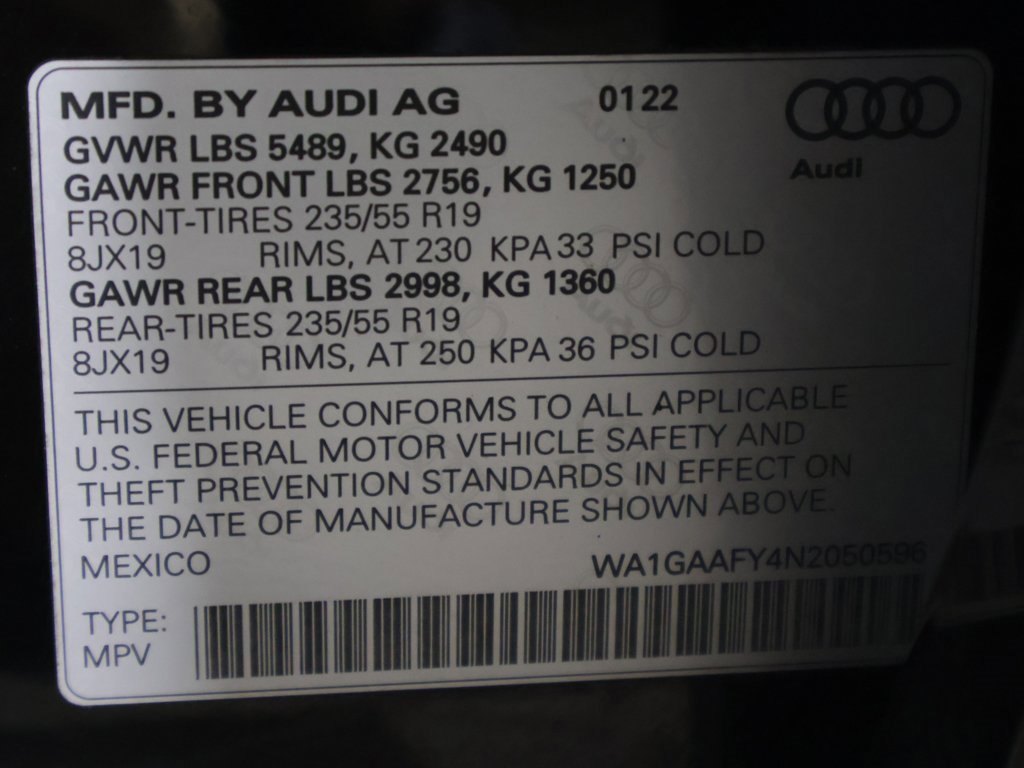 MFD. BY AUDI AG 0122
Audi
GVWR LBS 5489, KG 2490
GAWR FRONT LBS 2756, KG 1250
FRONT-TIRES 235/55 R19
8JX19 RIMS, AT 230 KPA 33 PSI COLD
GAWR REAR LBS 2998, KG 1360
REAR-TIRES 235/55 R19
8JX19 RIMS, AT 250 KPA 36 PSI COLD
THIS VEHICLE CONFORMS TO ALL APPLICABLE
U.S. FEDERAL MOTOR VEHICLE SAFETY AND
THEFT PREVENTION STANDARDS IN EFFECT ON
THE DATE OF MANUFACTURE SHOWN ABOVE.
MEXICO WA1GAAFY4N2050596
TYPE:
MPV